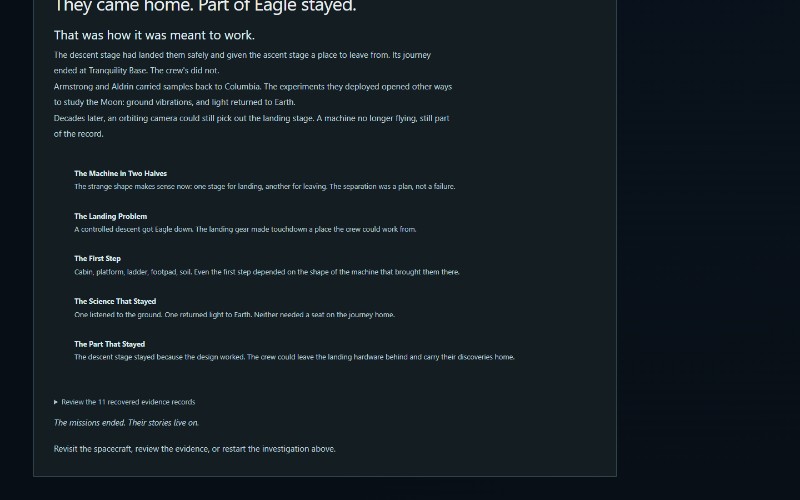 They came home. Part of Eagle stayed.
That was how it was meant to work.
The descent stage had landed them safely and given the ascent stage a place to leave from. Its journey
ended at Tranquility Base. The crew's did not.
Armstrong and Aldrin carried samples back to Columbia. The experiments they deployed opened other ways
to study the Moon: ground vibrations, and light returned to Earth.
Decades later, an orbiting camera could still pick out the landing stage. A machine no longer flying, still part
of the record.
The Machine in Two Halves
The strange shape makes sense now: one stage for landing, another for leaving. The separation was a plan, not a failure.
The Landing Problem
A controlled descent got Eagle down. The landing gear made touchdown a place the crew could work from.
The First Step
Cabin, platform, ladder, footpad, soil. Even the first step depended on the shape of the machine that brought them there.
The Science That Stayed
One listened to the ground. One returned light to Earth. Neither needed a seat on the journey home.
The Part That Stayed
The descent stage stayed because the design worked. The crew could leave the landing hardware behind and carry their discoveries home.
Review the 11 recovered evidence records
The missions ended. Their stories live on.
Revisit the spacecraft, review the evidence, or restart the investigation above.